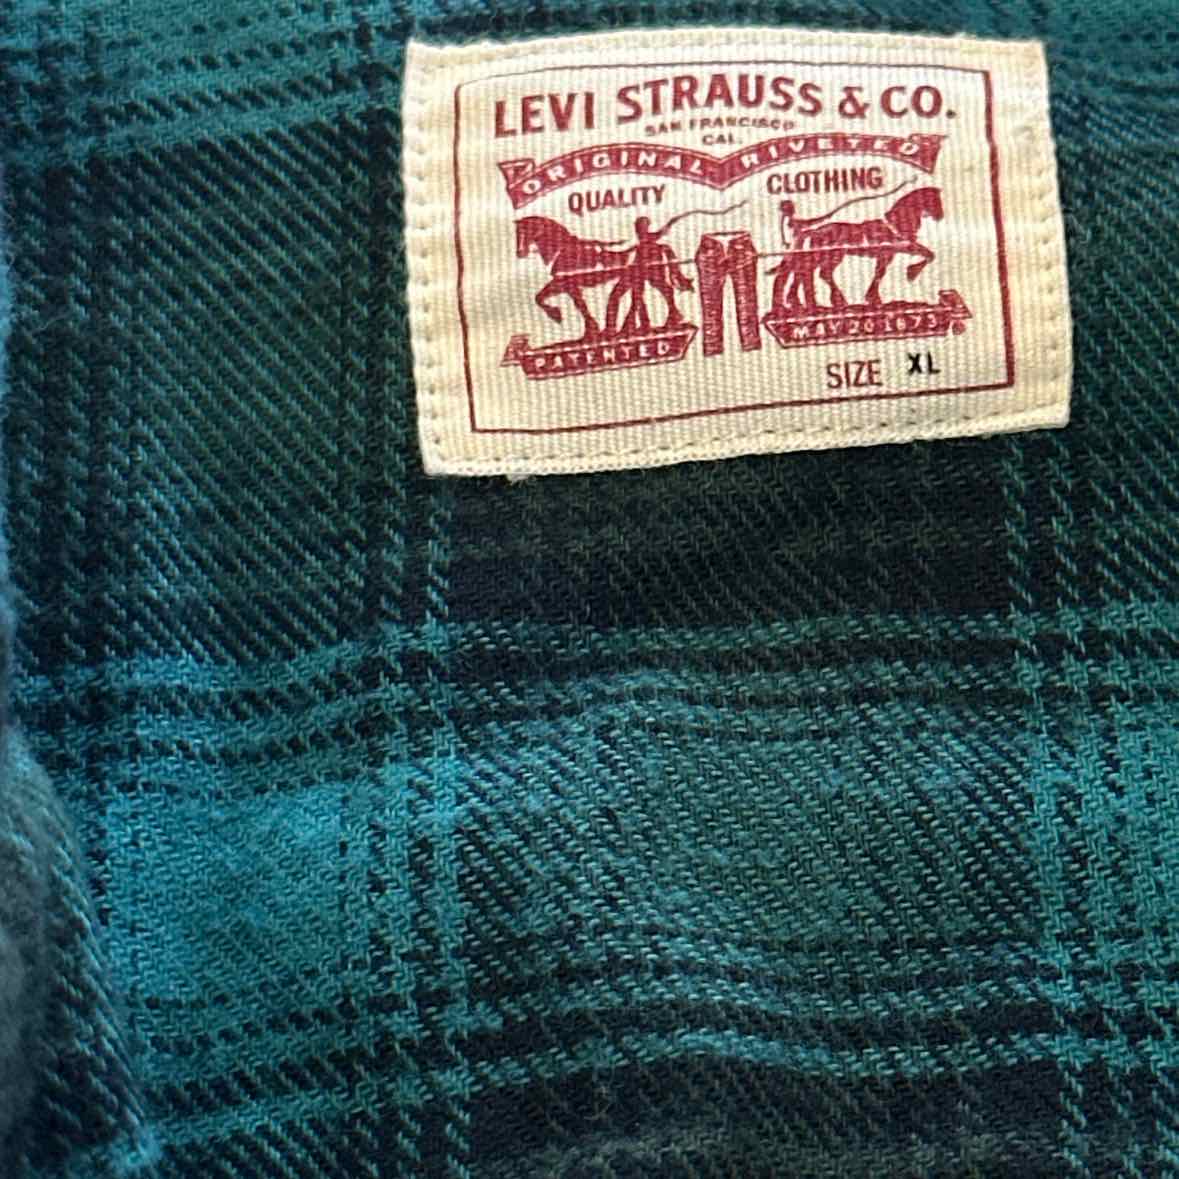 LEVI STRAUSS & CO.
SAN FRANCISCO
CAL.
ORIGINAL RIVETED
QUALITY CLOTHING
PATENTED MAY 20 1873
SIZE XL